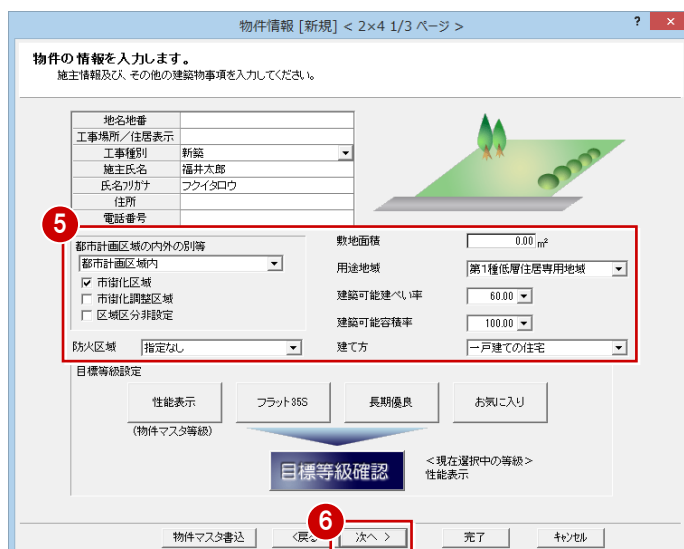 物件情報 [新規] < 2×4 1/3 ページ >
?
×
物件の情報を入力します。
施主情報及び、その他の建築物事項を入力してください。
地名地番
工事場所／住居表示
工事種別 新築
施主氏名 福井太郎
氏名ﾌﾘｶﾞﾅ フクイタロウ
住所
電話番号
5
都市計画区域の内外の別等
都市計画区域内
市街化区域
市街化調整区域
区域区分非設定
防火区域 指定なし
敷地面積 0.00 m²
用途地域 第1種低層住居専用地域
建築可能建ぺい率 60.00
建築可能容積率 100.00
建て方 一戸建ての住宅
目標等級設定
性能表示 フラット35S 長期優良 お気に入り
(物件マスタ等級)
目標等級確認
＜現在選択中の等級＞
性能表示
6
物件マスタ書込 <戻 次へ > 完了 ｷｬﾝｾﾙ